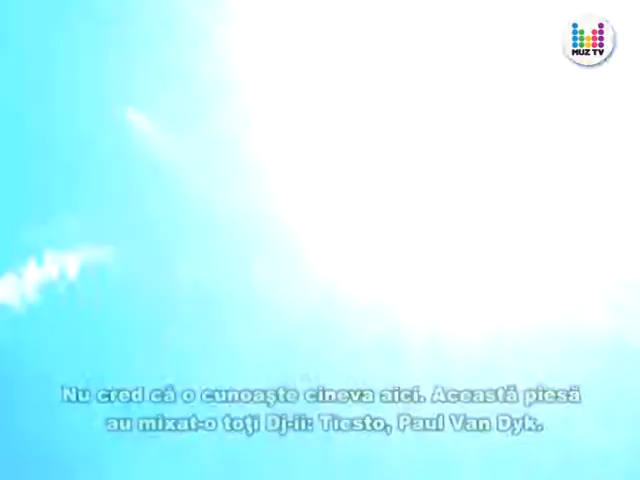 MUZ TV
Nu cred că o cunoaşte cineva aici. Această piesă
au mixat-o toţi Dj-ii: Tiesto, Paul Van Dyk.